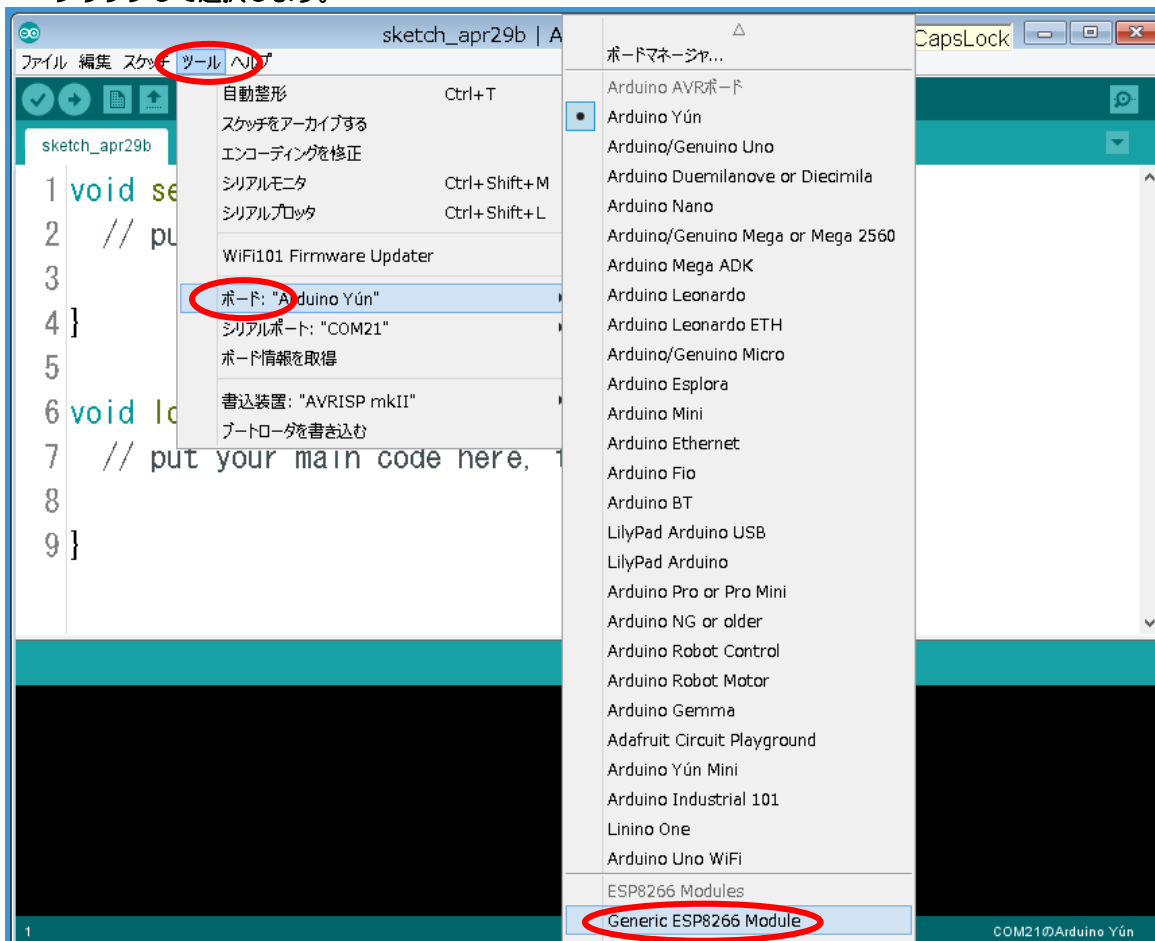 クリックして選択します。
sketch_apr29b | A
CapsLock
ファイル 編集 スケッチ ツール ヘルプ
sketch_apr29b
1 void se
2 // pu
3
4 }
5
6 void lo
7 // put your main code here, t
8
9 }
自動整形 Ctrl+T
スケッチをアーカイブする
エンコーディングを修正
シリアルモニタ Ctrl+Shift+M
シリアルプロッタ Ctrl+Shift+L
WiFi101 Firmware Updater
ボード: "Arduino Yún"
シリアルポート: "COM21"
ボード情報を取得
書込装置: "AVRISP mkII"
ブートローダを書き込む
ボードマネージャ...
Arduino AVRボード
Arduino Yún
Arduino/Genuino Uno
Arduino Duemilanove or Diecimila
Arduino Nano
Arduino/Genuino Mega or Mega 2560
Arduino Mega ADK
Arduino Leonardo
Arduino Leonardo ETH
Arduino/Genuino Micro
Arduino Esplora
Arduino Mini
Arduino Ethernet
Arduino Fio
Arduino BT
LilyPad Arduino USB
LilyPad Arduino
Arduino Pro or Pro Mini
Arduino NG or older
Arduino Robot Control
Arduino Robot Motor
Arduino Gemma
Adafruit Circuit Playground
Arduino Yún Mini
Arduino Industrial 101
Linino One
Arduino Uno WiFi
ESP8266 Modules
Generic ESP8266 Module
1
COM21のArduino Yún